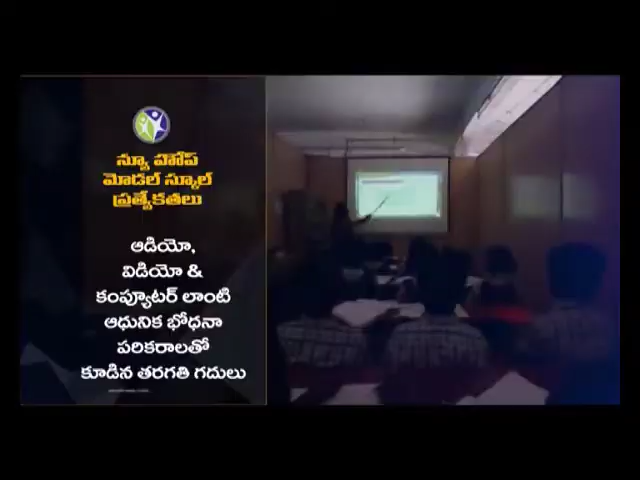 న్యూ హోప్
మోడల్ స్కూల్
ప్రత్యేకతలు
ఆడియో,
విడియో &
కంప్యూటర్ లాంటి
ఆధునిక భోధనా
పరికరాలతో
కూడిన తరగతి గదులు